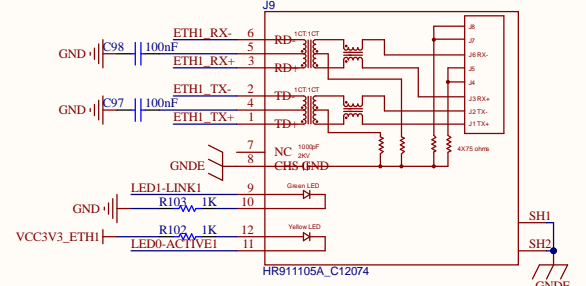 J9
ETH1_RX- 6 RD- 1CT:1CT J8
GND C98 100nF 5 J7
ETH1_RX+ 3 RD+ J6 RX-
J5
J4
ETH1_TX- 2 TD- 1CT:1CT J3 RX+
GND C97 100nF 4 J2 TX-
ETH1_TX+ 1 TD+ J1 TX+
7 NC 1000pF 4X75 ohms
2KV
GNDE 8 CHS GND
LED1-LINK1 9 Green LED
GND R103 1K 10
R102 1K 12 Yellow LED SH1
VCC3V3_ETH1
LED0-ACTIVE1 11 SH2
HR911105A_C12074
GNDE